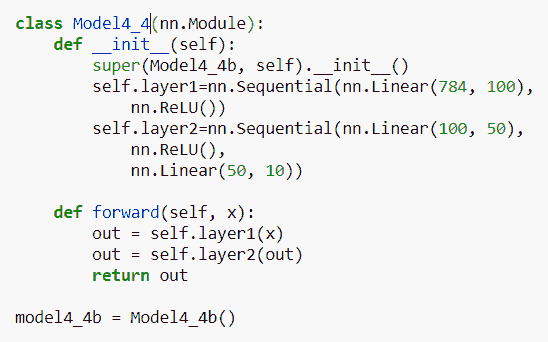 class Model4_4(nn.Module):
    def __init__(self):
        super(Model4_4b, self).__init__()
        self.layer1=nn.Sequential(nn.Linear(784, 100),
            nn.ReLU())
        self.layer2=nn.Sequential(nn.Linear(100, 50),
            nn.ReLU(),
            nn.Linear(50, 10))

    def forward(self, x):
        out = self.layer1(x)
        out = self.layer2(out)
        return out

model4_4b = Model4_4b()